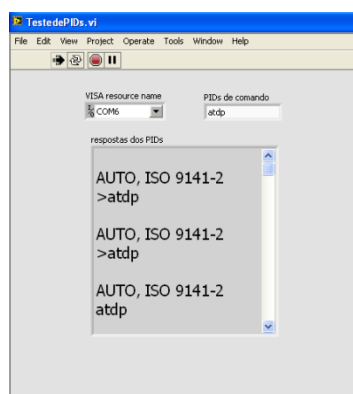 TestedePIDs.vi
File Edit View Project Operate Tools Window Help
VISA resource name
PIDs de comando
COM6
atdp
respostas dos PIDs
AUTO, ISO 9141-2
>atdp
AUTO, ISO 9141-2
>atdp
AUTO, ISO 9141-2
atdp